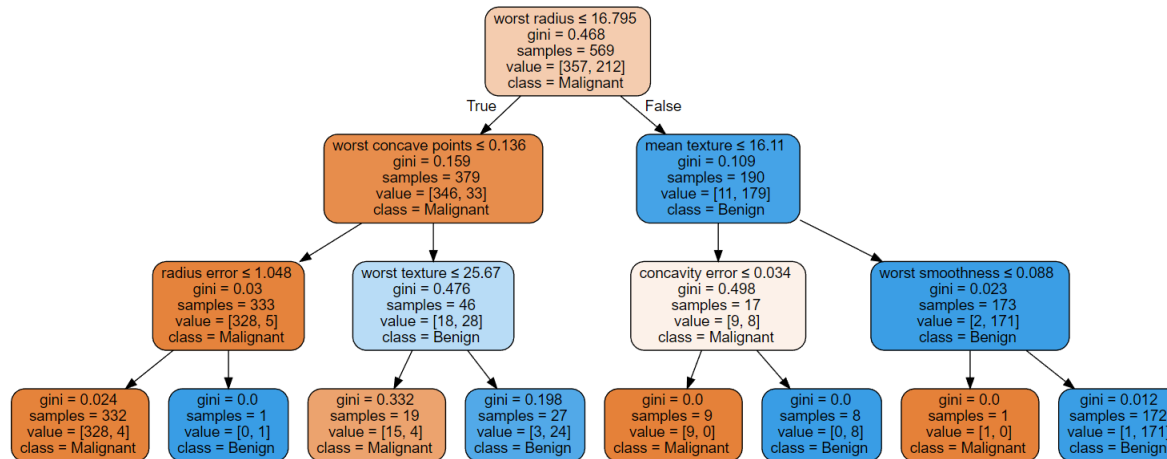 worst radius ≤ 16.795
gini = 0.468
samples = 569
value = [357, 212]
class = Malignant
True
False
worst concave points ≤ 0.136
gini = 0.159
samples = 379
value = [346, 33]
class = Malignant
mean texture ≤ 16.11
gini = 0.109
samples = 190
value = [11, 179]
class = Benign
radius error ≤ 1.048
gini = 0.03
samples = 333
value = [328, 5]
class = Malignant
worst texture ≤ 25.67
gini = 0.476
samples = 46
value = [18, 28]
class = Benign
concavity error ≤ 0.034
gini = 0.498
samples = 17
value = [9, 8]
class = Malignant
worst smoothness ≤ 0.088
gini = 0.023
samples = 173
value = [2, 171]
class = Benign
gini = 0.024
samples = 332
value = [328, 4]
class = Malignant
gini = 0.0
samples = 1
value = [0, 1]
class = Benign
gini = 0.332
samples = 19
value = [15, 4]
class = Malignant
gini = 0.198
samples = 27
value = [3, 24]
class = Benign
gini = 0.0
samples = 9
value = [9, 0]
class = Malignant
gini = 0.0
samples = 8
value = [0, 8]
class = Benign
gini = 0.0
samples = 1
value = [1, 0]
class = Malignant
gini = 0.012
samples = 172
value = [1, 171]
class = Benign